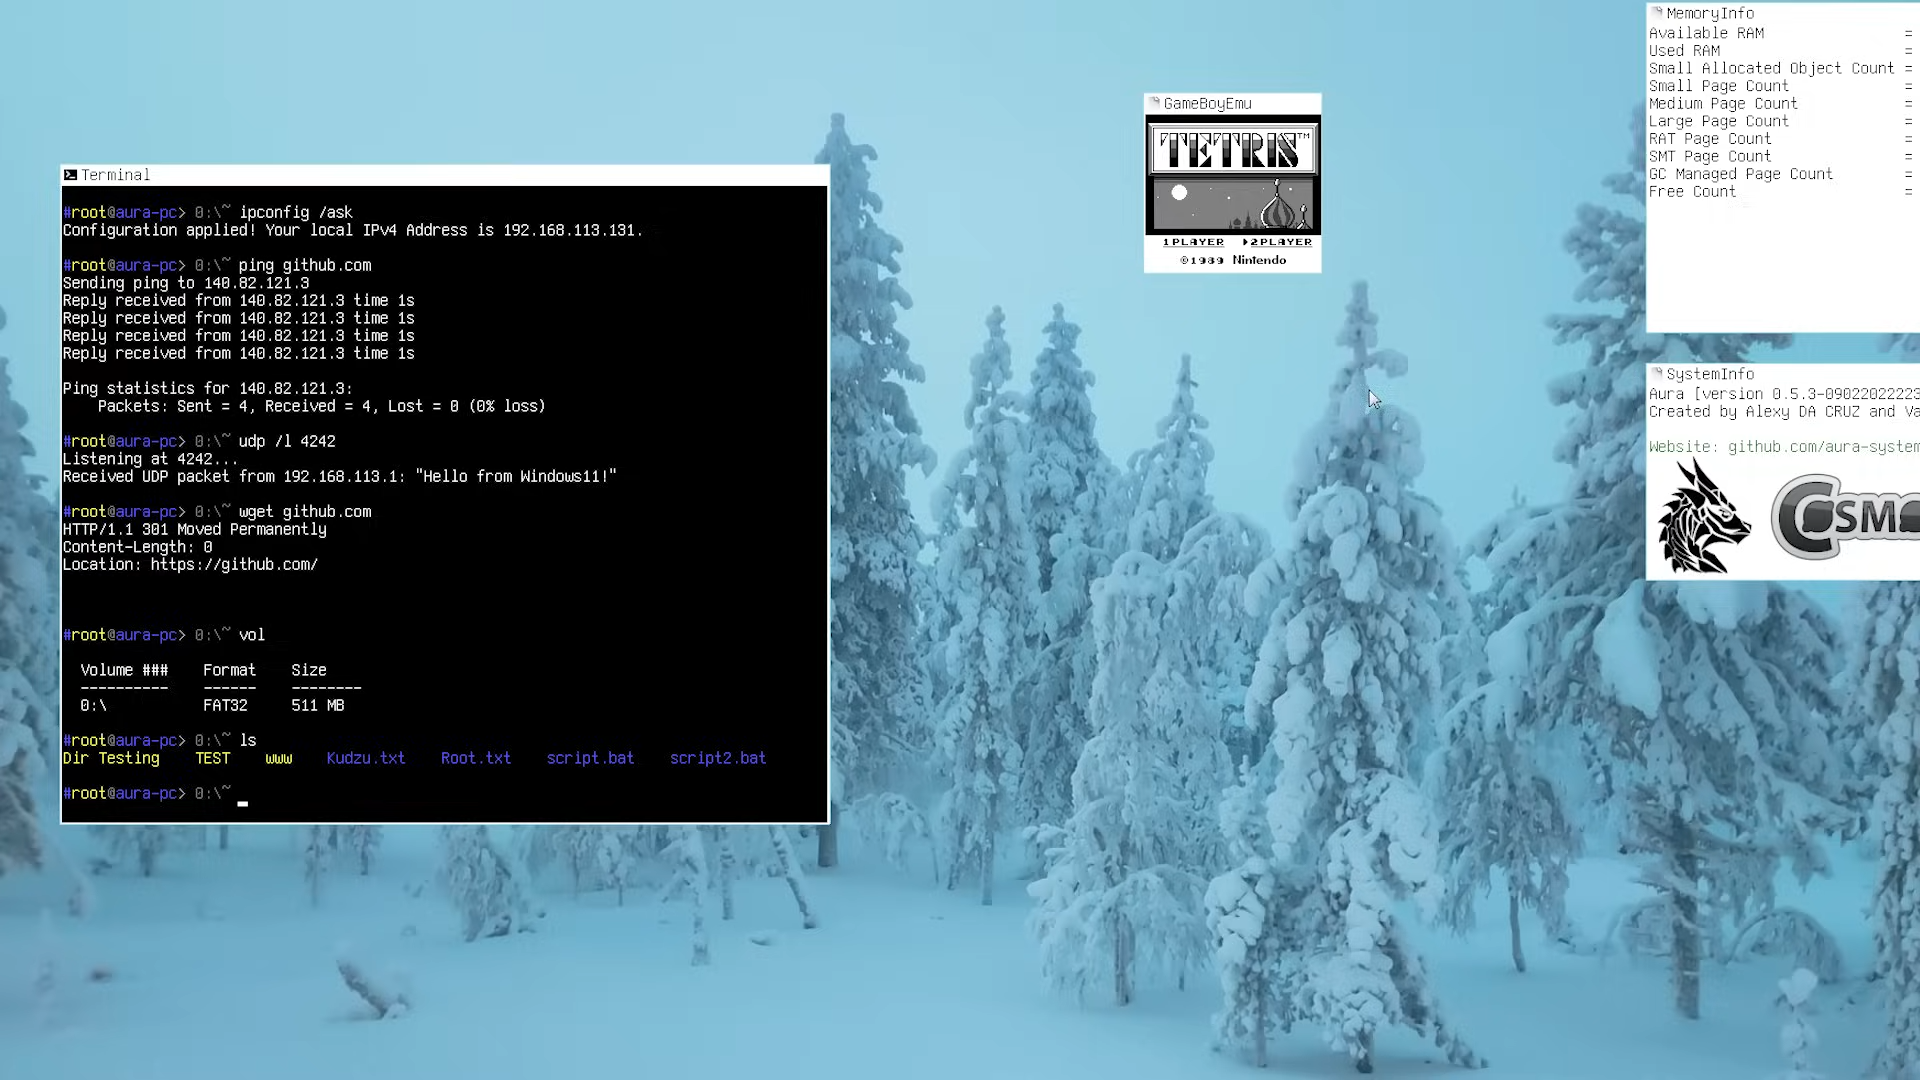 Terminal
#root@aura-pc> 0:\~ ipconfig /ask
Configuration applied! Your local IPv4 Address is 192.168.113.131.
#root@aura-pc> 0:\~ ping github.com
Sending ping to 140.82.121.3
Reply received from 140.82.121.3 time 1s
Reply received from 140.82.121.3 time 1s
Reply received from 140.82.121.3 time 1s
Reply received from 140.82.121.3 time 1s
Ping statistics for 140.82.121.3:
Packets: Sent = 4, Received = 4, Lost = 0 (0% loss)
#root@aura-pc> 0:\~ udp /l 4242
Listening at 4242...
Received UDP packet from 192.168.113.1: "Hello from Windows11!"
#root@aura-pc> 0:\~ wget github.com
HTTP/1.1 301 Moved Permanently
Content-Length: 0
Location: https://github.com/
#root@aura-pc> 0:\~ vol
Volume ### Format Size
---------- ------ --------
0:\ FAT32 511 MB
#root@aura-pc> 0:\~ ls
Dir Testing TEST www Kudzu.txt Root.txt script.bat script2.bat
#root@aura-pc> 0:\~
GameBoyEmu
TETRIS™
1PLAYER ▸2PLAYER
©1989 Nintendo
MemoryInfo
Available RAM =
Used RAM =
Small Allocated Object Count =
Small Page Count =
Medium Page Count =
Large Page Count =
RAT Page Count =
SMT Page Count =
GC Managed Page Count =
Free Count =
SystemInfo
Aura [version 0.5.3-09022022223
Created by Alexy DA CRUZ and Va
Website: github.com/aura-system
COSMO